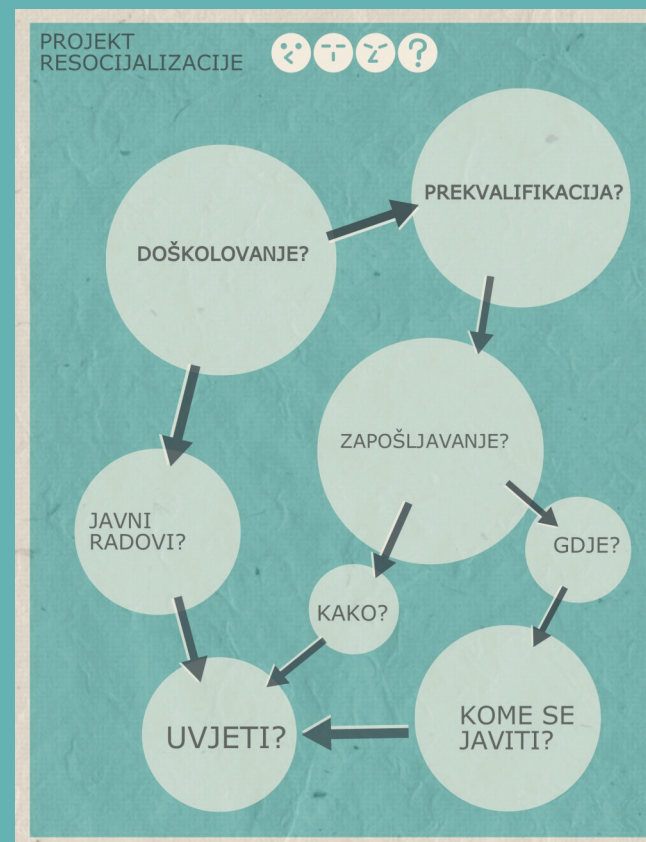 PROJEKT
RESOCIJALIZACIJE
?
PREKVALIFIKACIJA?
DOŠKOLOVANJE?
ZAPOŠLJAVANJE?
JAVNI
RADOVI?
GDJE?
KAKO?
KOME SE
JAVITI?
UVJETI?